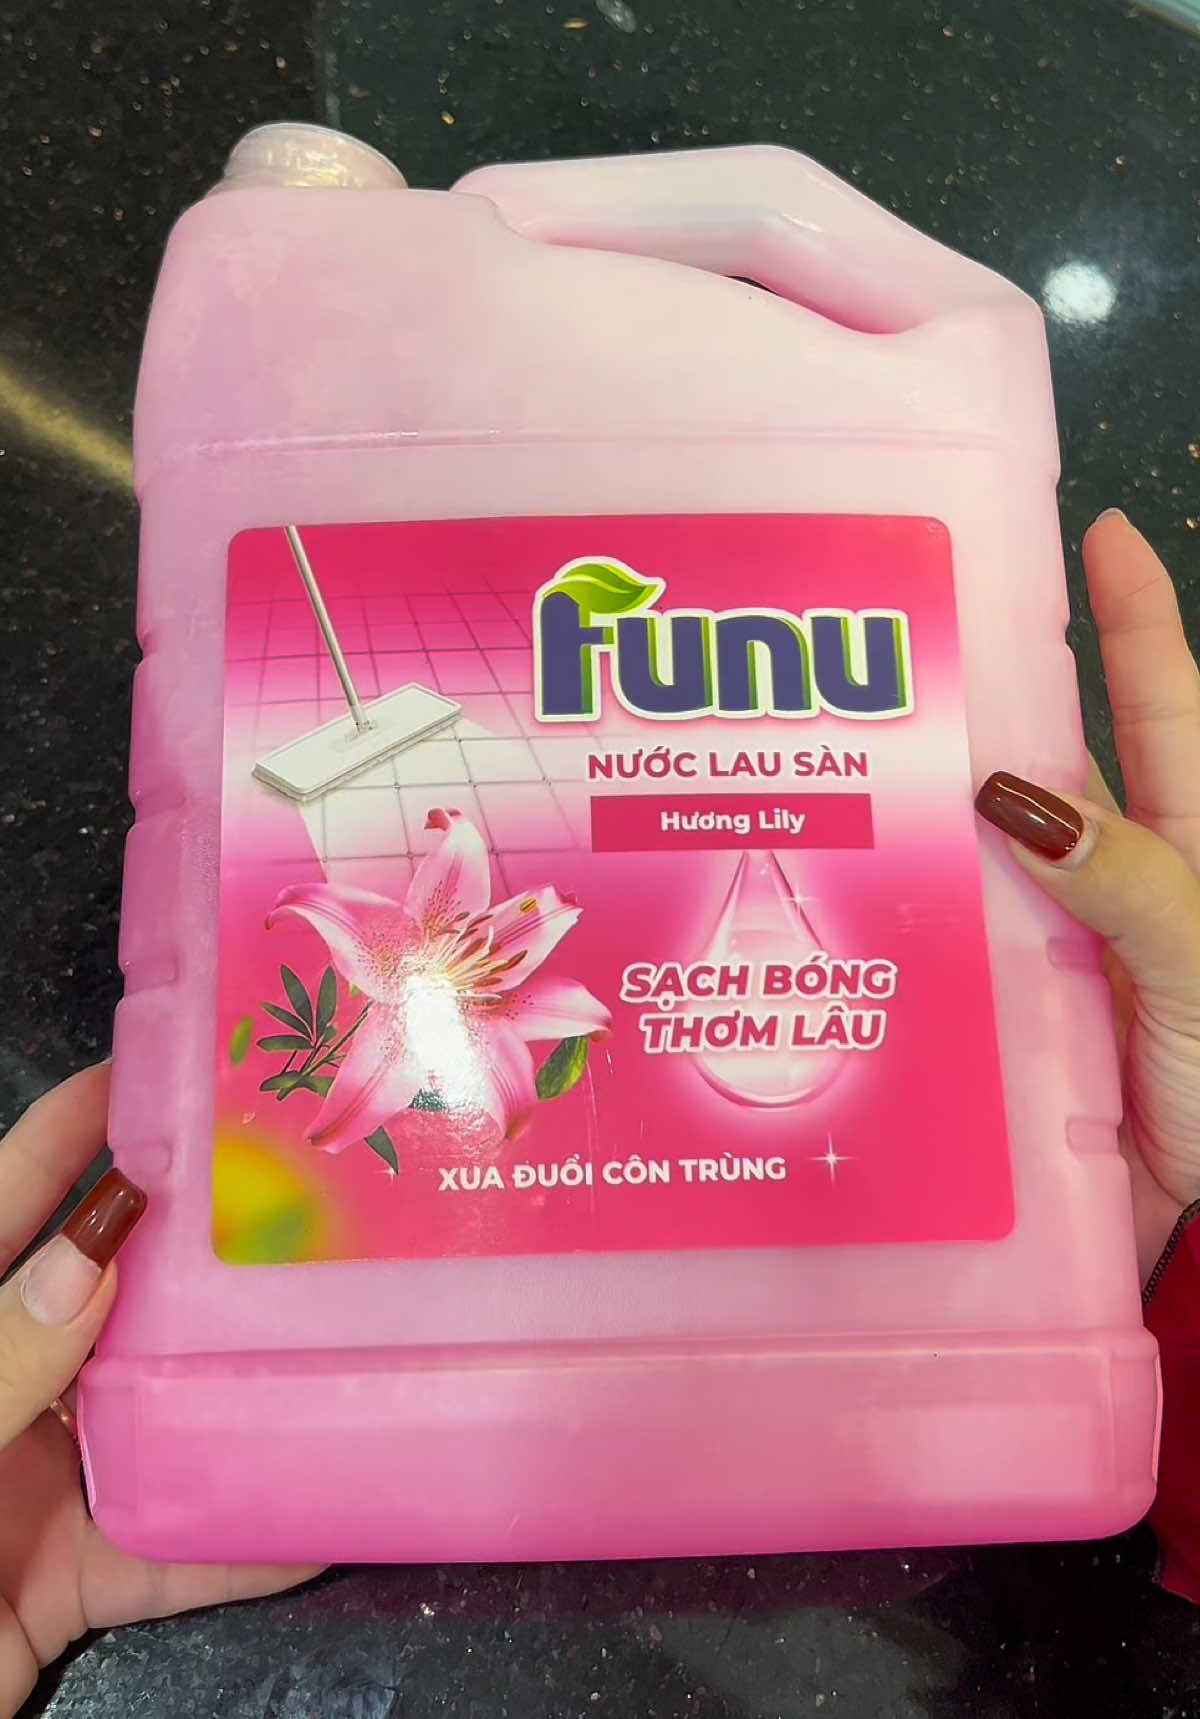 Funu
NƯỚC LAU SÀN
Hương Lily
SẠCH BÓNG
THƠM LÂU
XUA ĐUỔI CÔN TRÙNG